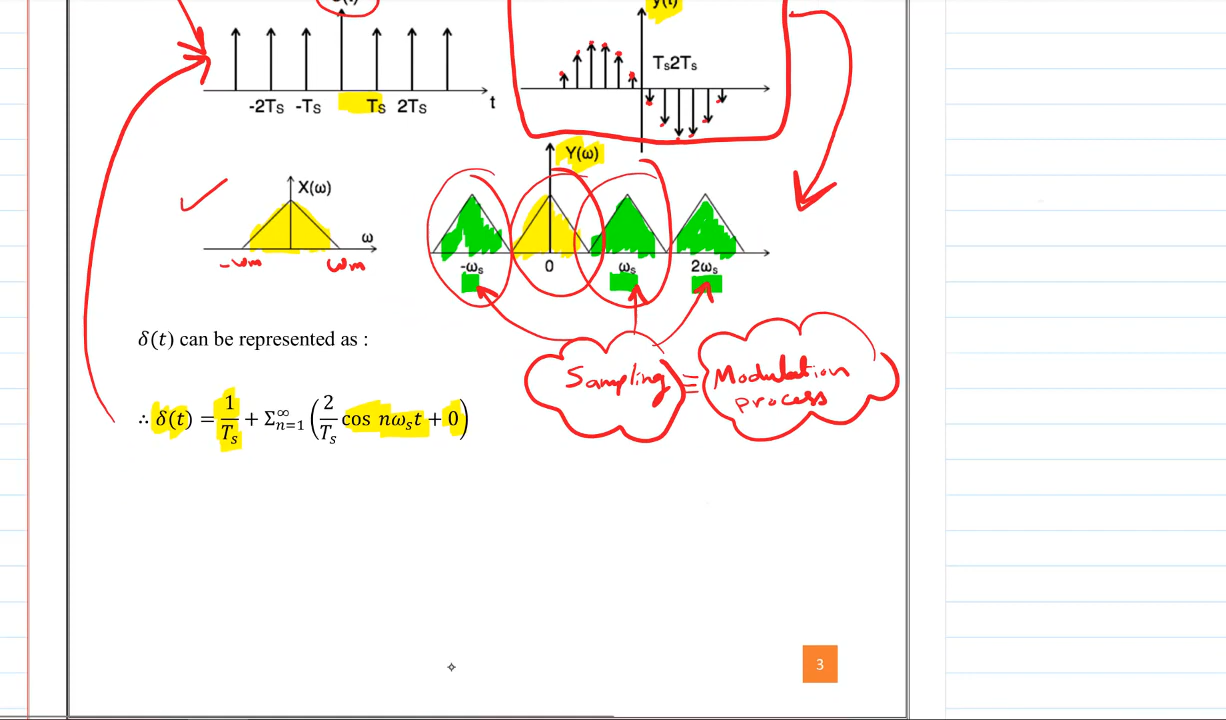 y(t)
-2Ts -Ts Ts 2Ts t
Ts2Ts
Y(ω)
X(ω)
ω
-ωm ωm
-ωs 0 ωs 2ωs
δ(t) can be represented as :
Sampling ≡ Modulation process
∴ δ(t) = 1/Ts + Σ∞n=1 (2/Ts cos nωst + 0)
3